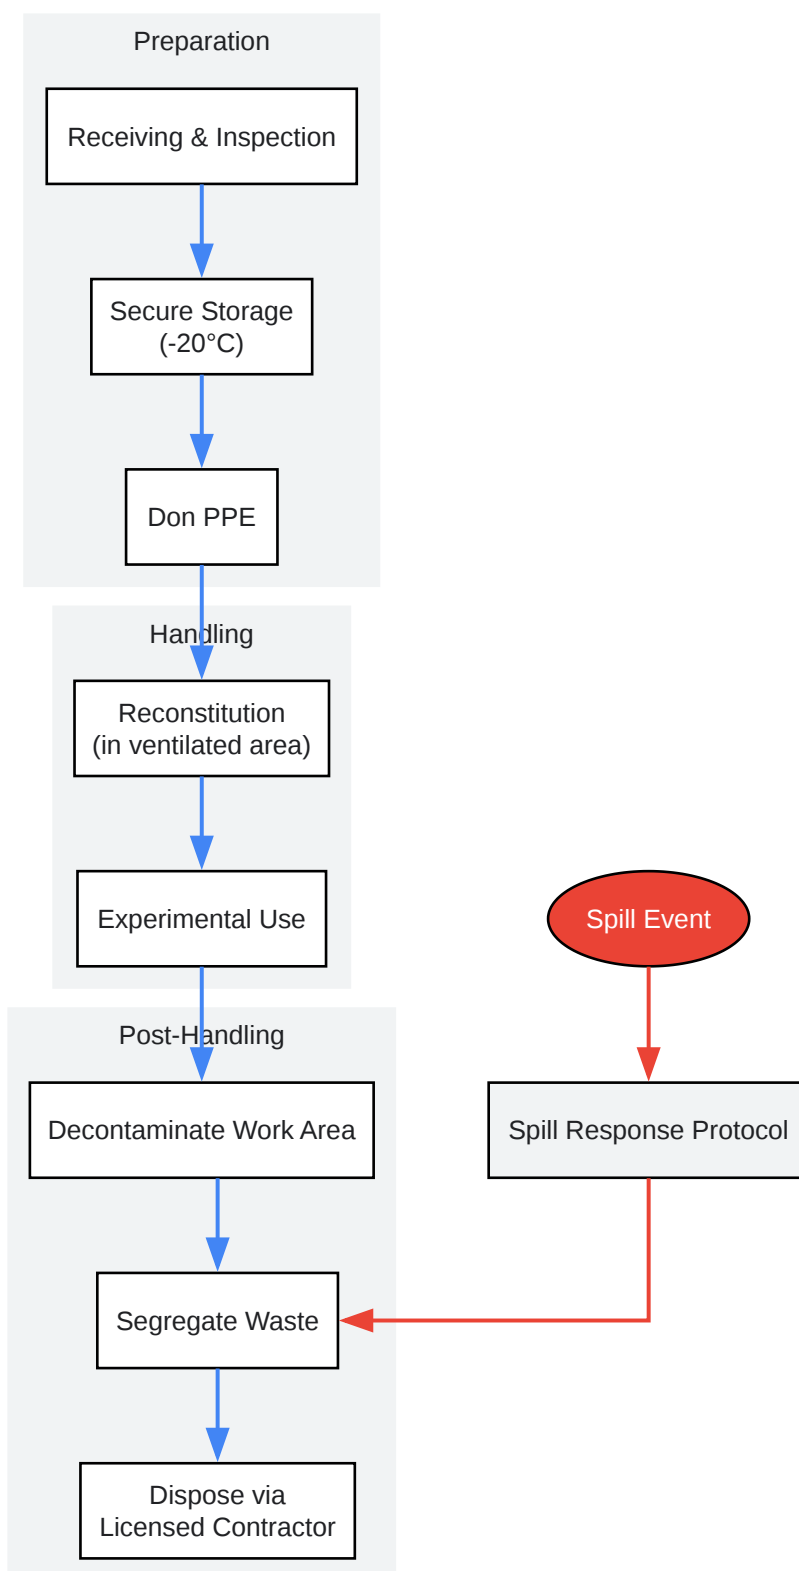 Preparation
Receiving & Inspection
Secure Storage
(-20°C)
Don PPE
Handling
Reconstitution
(in ventilated area)
Experimental Use
Spill Event
Post-Handling
Decontaminate Work Area
Spill Response Protocol
Segregate Waste
Dispose via
Licensed Contractor